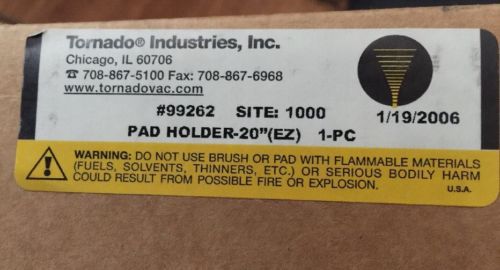 Tornado® Industries, Inc.
Chicago, IL 60706
☎ 708-867-5100 Fax: 708-867-6968
www.tornadovac.com
#99262 SITE: 1000 1/19/2006
PAD HOLDER-20"(EZ) 1-PC
WARNING: DO NOT USE BRUSH OR PAD WITH FLAMMABLE MATERIALS
(FUELS, SOLVENTS, THINNERS, ETC.) OR SERIOUS BODILY HARM
COULD RESULT FROM POSSIBLE FIRE OR EXPLOSION.
U.S.A.